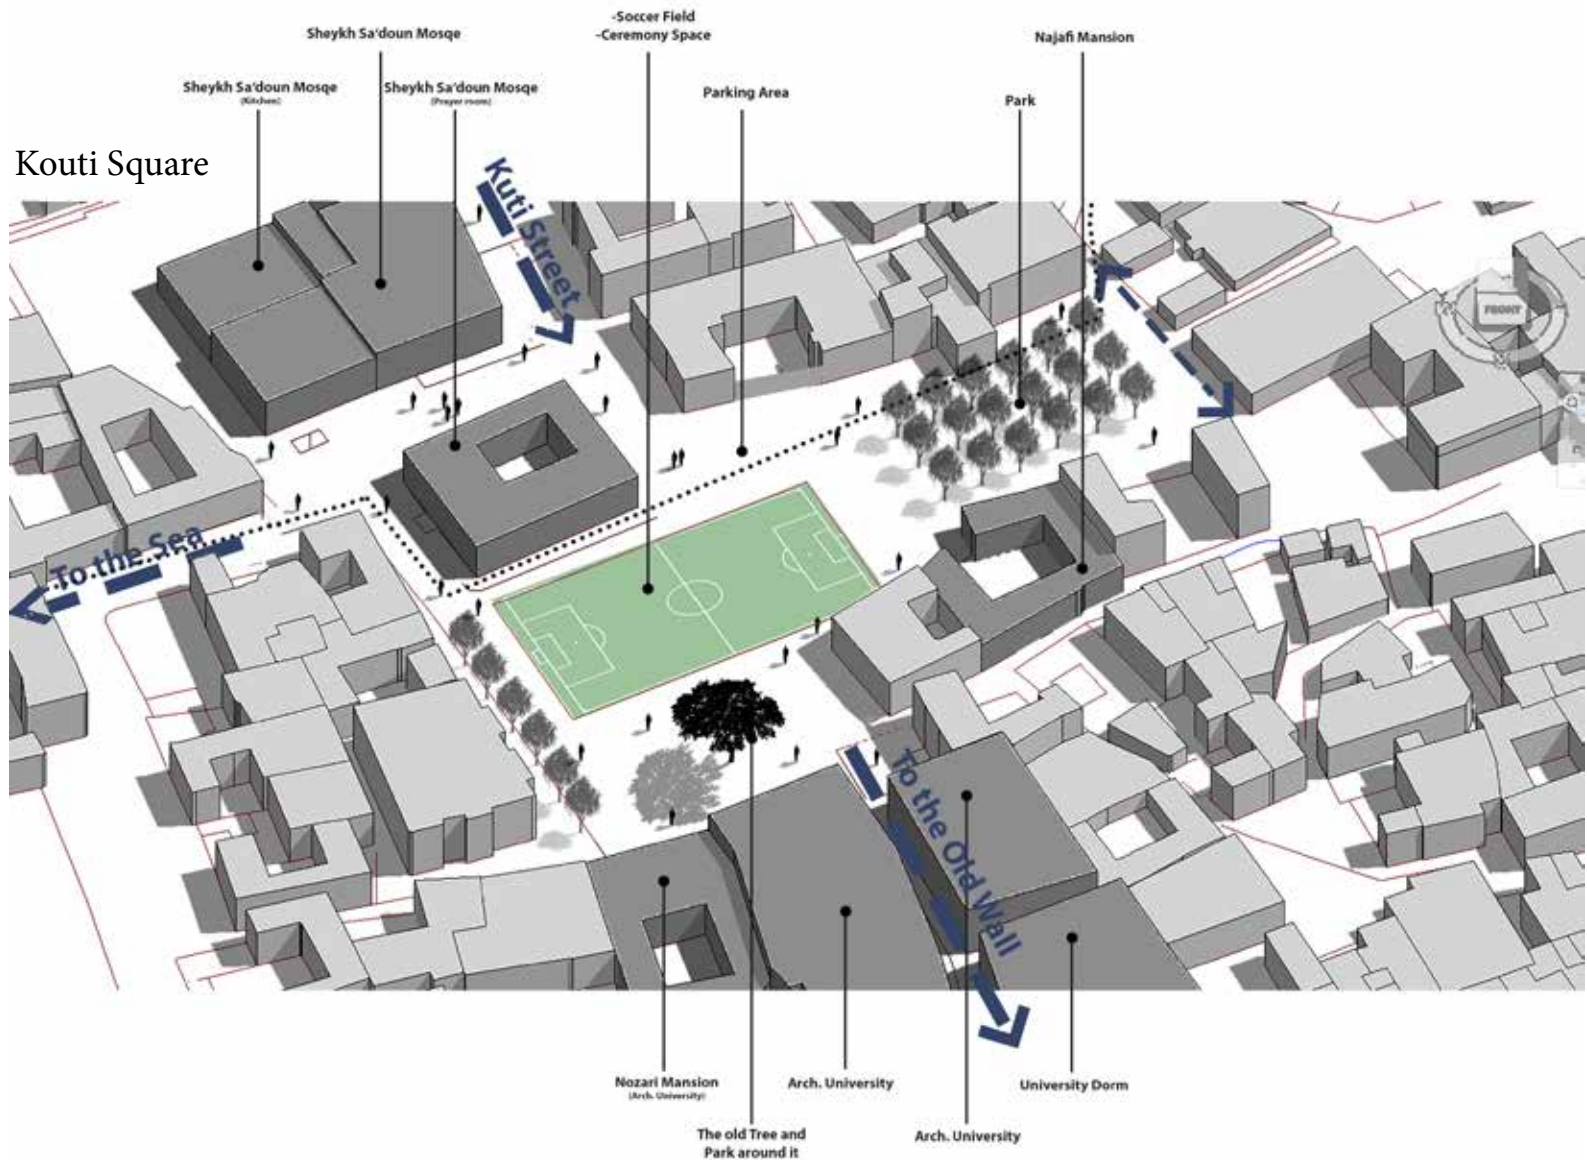 -Soccer Field
-Ceremony Space
Sheykh Sa'doun Mosqe
Najafi Mansion
Sheykh Sa'doun Mosqe
(Kitchen)
Sheykh Sa'doun Mosqe
(Prayer room)
Parking Area
Park
Kouti Square
Kuti Street
FRONT
To the Sea
To the Old Wall
Nozari Mansion
(Arch. University)
Arch. University
University Dorm
The old Tree and
Park around it
Arch. University